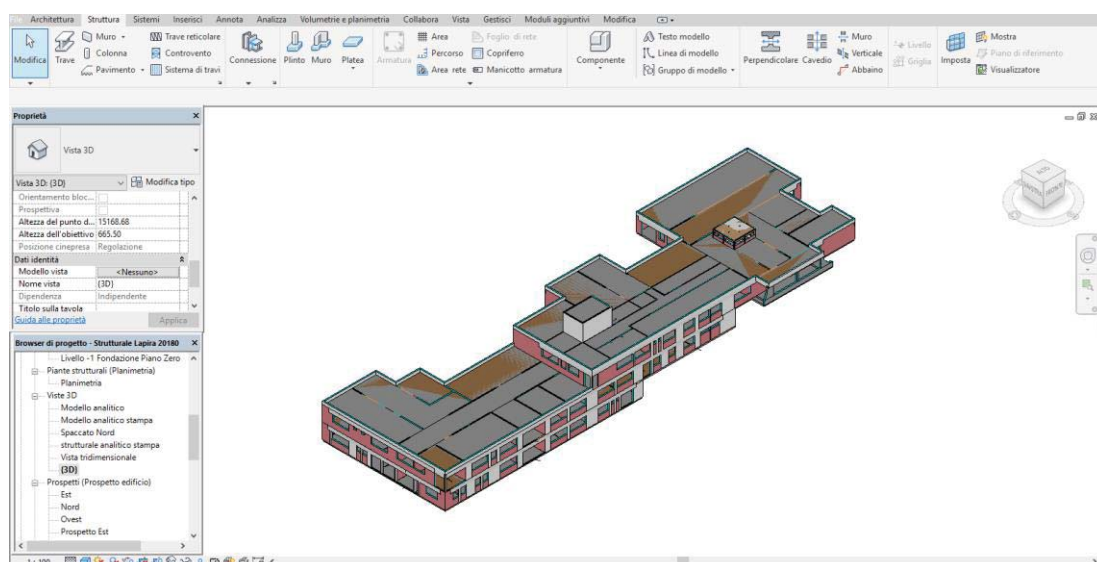 Architettura Struttura Sistemi Inserisci Annota Analizza Volumetrie e planimetria Collabora Vista Gestisci Moduli aggiuntivi Modifica
Muro Trave reticolare Area Foglio di rete Testo modello Muro Livello Mostra
Colonna Controvento Percorso Copriferro Linea di modello Verticale Griglia Piano di riferimento
Pavimento Sistema di travi Area rete Manicotto armatura Gruppo di modello Abbaino Visualizzatore
Modifica Trave Connessione Plinto Muro Platea Armatura Componente Perpendicolare Cavedio Imposta
Proprietà
Vista 3D
Vista 3D: {3D} Modifica tipo
Orientamento bloc...
Prospettiva
Altezza del punto d... 15168.68
Altezza dell'obiettivo 665.50
Posizione cinepresa Regolazione
Dati identità
Modello vista <Nessuno>
Nome vista {3D}
Dipendenza Indipendente
Titolo sulla tavola
Guida alle proprietà Applica
Browser di progetto - Strutturale Lapira 20180
Livello -1 Fondazione Piano Zero
Piante strutturali (Planimetria)
Planimetria
Viste 3D
Modello analitico
Modello analitico stampa
Spaccato Nord
strutturale analitico stampa
Vista tridimensionale
{3D}
Prospetti (Prospetto edificio)
Est
Nord
Ovest
Prospetto Est
ALTO